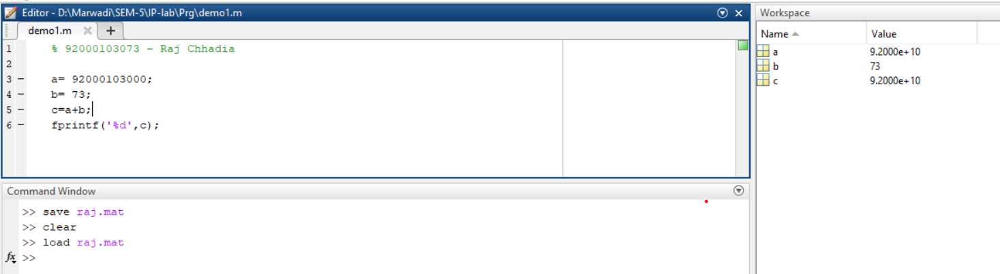 Editor - D:\Marwadi\SEM-5\IP-lab\Prg\demo1.m
demo1.m
1 % 92000103073 - Raj Chhadia
2
3 - a= 92000103000;
4 - b= 73;
5 - c=a+b;
6 - fprintf('%d',c);
Command Window
>> save raj.mat
>> clear
>> load raj.mat
fx >>
Workspace
Name Value
a 9.2000e+10
b 73
c 9.2000e+10